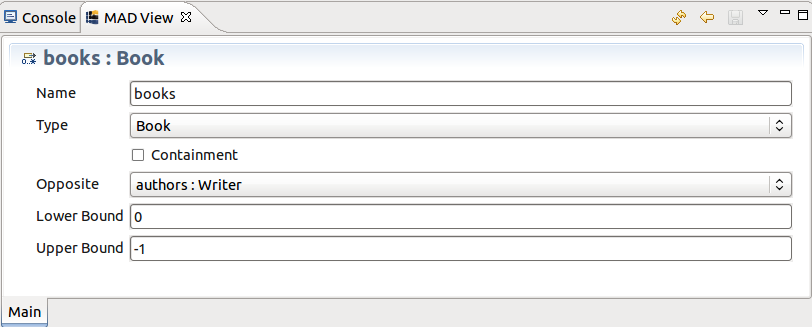 Console MAD View
0..* books : Book
Name books
Type Book
Containment
Opposite authors : Writer
Lower Bound 0
Upper Bound -1
Main